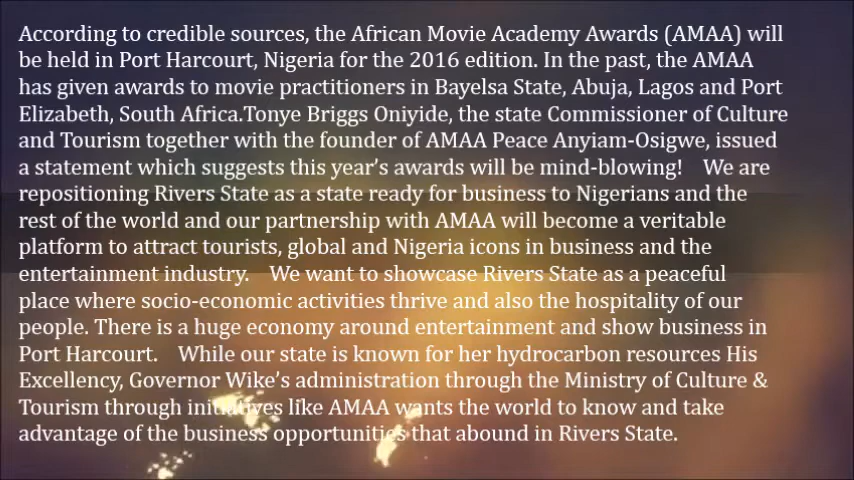 According to credible sources, the African Movie Academy Awards (AMAA) will
be held in Port Harcourt, Nigeria for the 2016 edition. In the past, the AMAA
has given awards to movie practitioners in Bayelsa State, Abuja, Lagos and Port
Elizabeth, South Africa.Tonye Briggs Oniyide, the state Commissioner of Culture
and Tourism together with the founder of AMAA Peace Anyiam-Osigwe, issued
a statement which suggests this year’s awards will be mind-blowing!    We are
repositioning Rivers State as a state ready for business to Nigerians and the
rest of the world and our partnership with AMAA will become a veritable
platform to attract tourists, global and Nigeria icons in business and the
entertainment industry.    We want to showcase Rivers State as a peaceful
place where socio-economic activities thrive and also the hospitality of our
people. There is a huge economy around entertainment and show business in
Port Harcourt.    While our state is known for her hydrocarbon resources His
Excellency, Governor Wike’s administration through the Ministry of Culture &
Tourism through initiatives like AMAA wants the world to know and take
advantage of the business opportunities that abound in Rivers State.